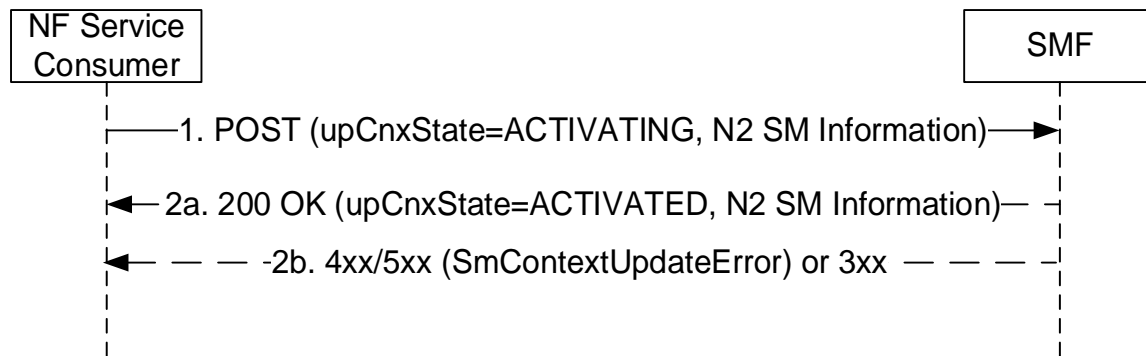 NF Service
Consumer
SMF
1. POST (upCnxState=ACTIVATING, N2 SM Information)
2a. 200 OK (upCnxState=ACTIVATED, N2 SM Information)
2b. 4xx/5xx (SmContextUpdateError) or 3xx